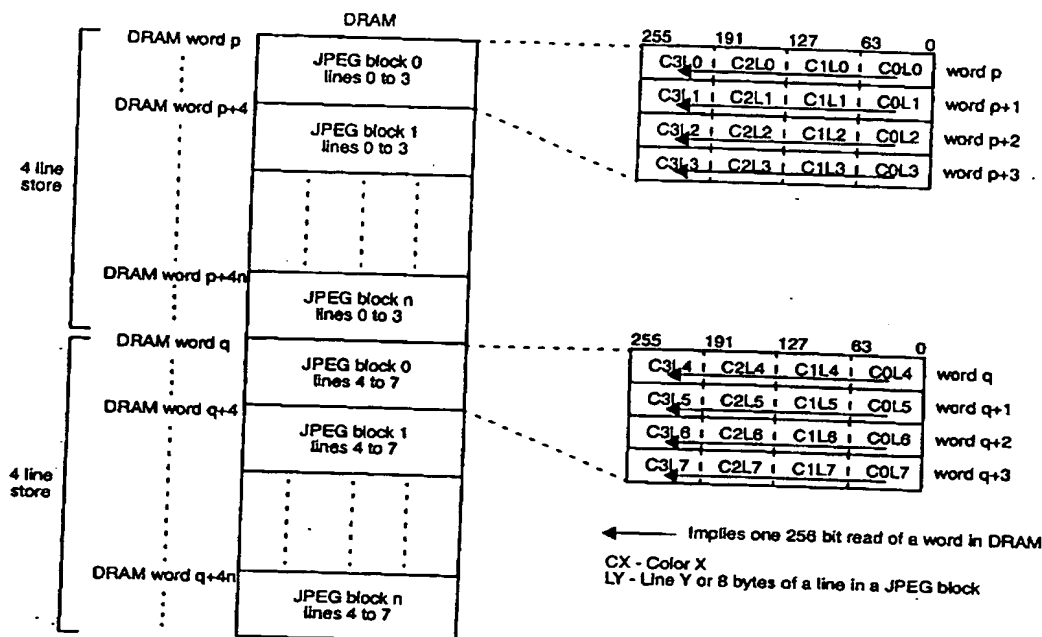 DRAM
DRAM word p
JPEG block 0
lines 0 to 3
DRAM word p+4
JPEG block 1
lines 0 to 3
4 line
store
DRAM word p+4n
JPEG block n
lines 0 to 3
DRAM word q
JPEG block 0
lines 4 to 7
DRAM word q+4
JPEG block 1
lines 4 to 7
4 line
store
DRAM word q+4n
JPEG block n
lines 4 to 7
255 191 127 63 0
C3L0 C2L0 C1L0 C0L0 word p
C3L1 C2L1 C1L1 C0L1 word p+1
C3L2 C2L2 C1L2 C0L2 word p+2
C3L3 C2L3 C1L3 C0L3 word p+3
255 191 127 63 0
C3L4 C2L4 C1L4 C0L4 word q
C3L5 C2L5 C1L5 C0L5 word q+1
C3L6 C2L6 C1L6 C0L6 word q+2
C3L7 C2L7 C1L7 C0L7 word q+3
Implies one 256 bit read of a word in DRAM
CX - Color X
LY - Line Y or 8 bytes of a line in a JPEG block